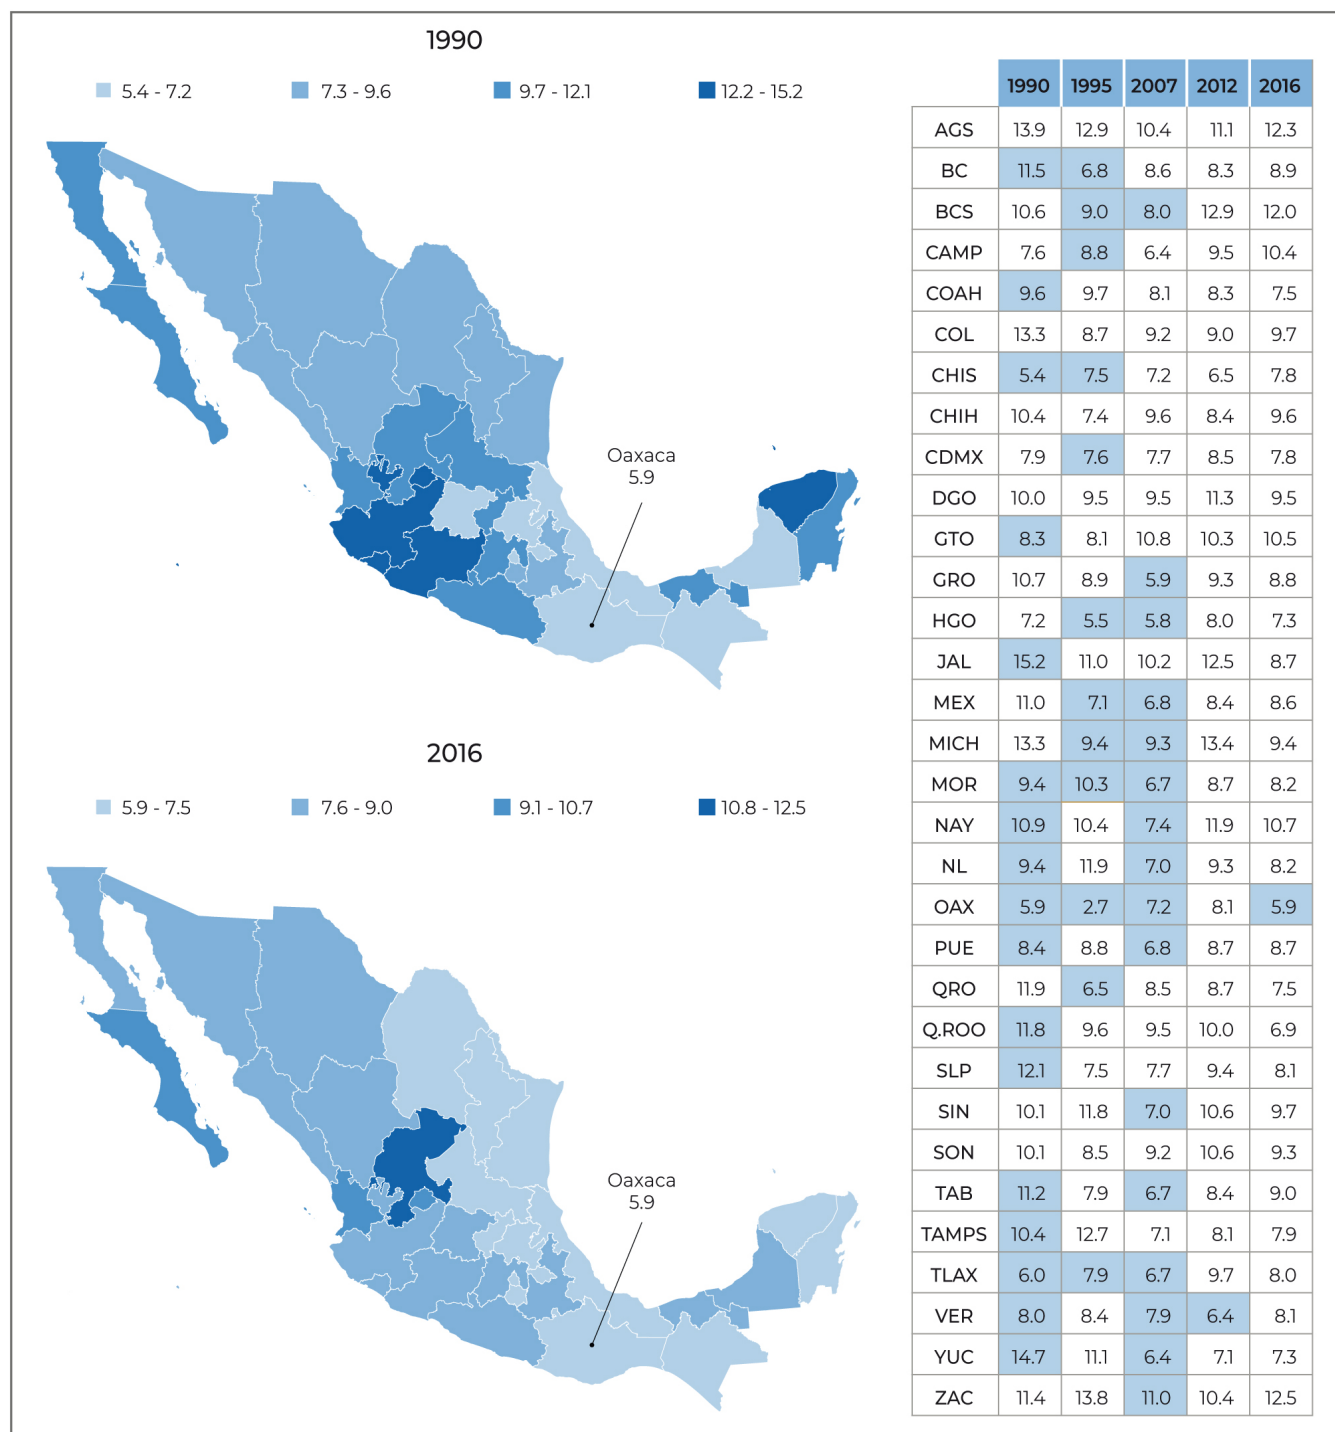 1990
5.4 - 7.2 7.3 - 9.6 9.7 - 12.1 12.2 - 15.2
Oaxaca
5.9
2016
5.9 - 7.5 7.6 - 9.0 9.1 - 10.7 10.8 - 12.5
Oaxaca
5.9
1990 1995 2007 2012 2016
AGS 13.9 12.9 10.4 11.1 12.3
BC 11.5 6.8 8.6 8.3 8.9
BCS 10.6 9.0 8.0 12.9 12.0
CAMP 7.6 8.8 6.4 9.5 10.4
COAH 9.6 9.7 8.1 8.3 7.5
COL 13.3 8.7 9.2 9.0 9.7
CHIS 5.4 7.5 7.2 6.5 7.8
CHIH 10.4 7.4 9.6 8.4 9.6
CDMX 7.9 7.6 7.7 8.5 7.8
DGO 10.0 9.5 9.5 11.3 9.5
GTO 8.3 8.1 10.8 10.3 10.5
GRO 10.7 8.9 5.9 9.3 8.8
HGO 7.2 5.5 5.8 8.0 7.3
JAL 15.2 11.0 10.2 12.5 8.7
MEX 11.0 7.1 6.8 8.4 8.6
MICH 13.3 9.4 9.3 13.4 9.4
MOR 9.4 10.3 6.7 8.7 8.2
NAY 10.9 10.4 7.4 11.9 10.7
NL 9.4 11.9 7.0 9.3 8.2
OAX 5.9 2.7 7.2 8.1 5.9
PUE 8.4 8.8 6.8 8.7 8.7
QRO 11.9 6.5 8.5 8.7 7.5
Q.ROO 11.8 9.6 9.5 10.0 6.9
SLP 12.1 7.5 7.7 9.4 8.1
SIN 10.1 11.8 7.0 10.6 9.7
SON 10.1 8.5 9.2 10.6 9.3
TAB 11.2 7.9 6.7 8.4 9.0
TAMPS 10.4 12.7 7.1 8.1 7.9
TLAX 6.0 7.9 6.7 9.7 8.0
VER 8.0 8.4 7.9 6.4 8.1
YUC 14.7 11.1 6.4 7.1 7.3
ZAC 11.4 13.8 11.0 10.4 12.5